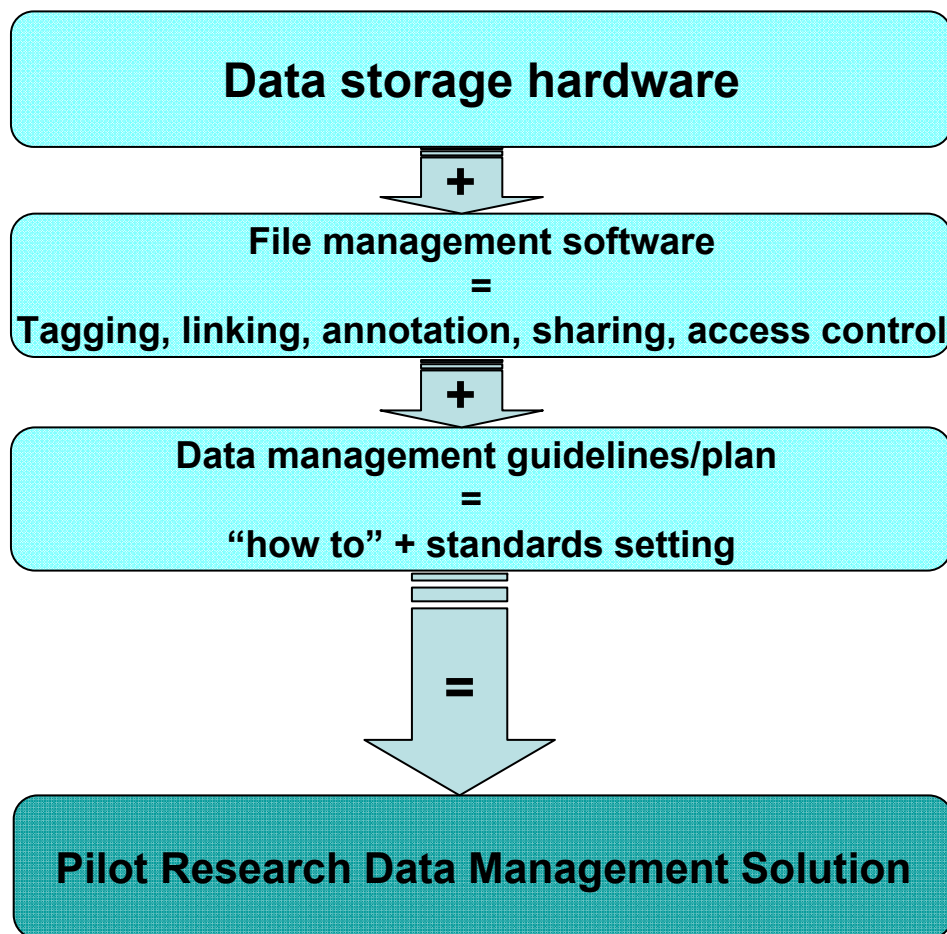 Data storage hardware
+
File management software
=
Tagging, linking, annotation, sharing, access control
+
Data management guidelines/plan
=
“how to” + standards setting
=
Pilot Research Data Management Solution